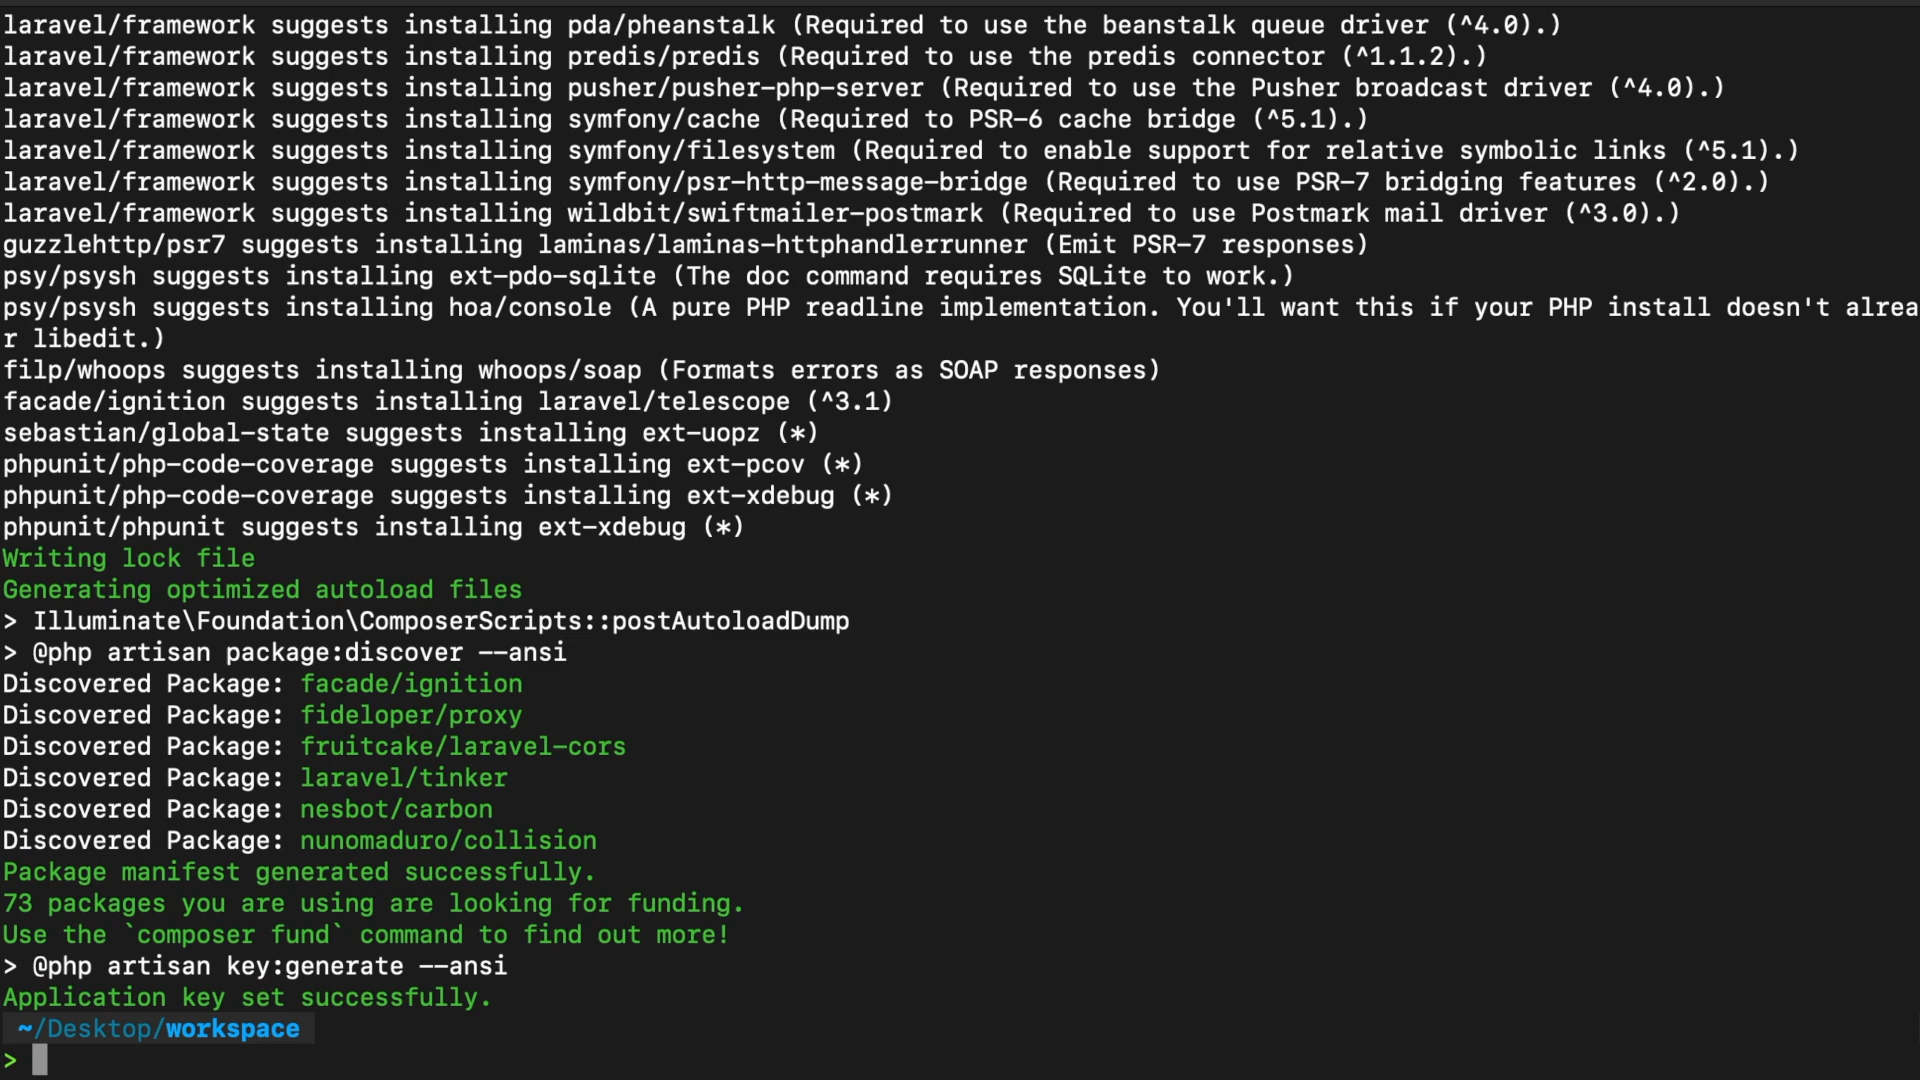 laravel/framework suggests installing pda/pheanstalk (Required to use the beanstalk queue driver (^4.0).)
laravel/framework suggests installing predis/predis (Required to use the predis connector (^1.1.2).)
laravel/framework suggests installing pusher/pusher-php-server (Required to use the Pusher broadcast driver (^4.0).)
laravel/framework suggests installing symfony/cache (Required to PSR-6 cache bridge (^5.1).)
laravel/framework suggests installing symfony/filesystem (Required to enable support for relative symbolic links (^5.1).)
laravel/framework suggests installing symfony/psr-http-message-bridge (Required to use PSR-7 bridging features (^2.0).)
laravel/framework suggests installing wildbit/swiftmailer-postmark (Required to use Postmark mail driver (^3.0).)
guzzlehttp/psr7 suggests installing laminas/laminas-httphandlerrunner (Emit PSR-7 responses)
psy/psysh suggests installing ext-pdo-sqlite (The doc command requires SQLite to work.)
psy/psysh suggests installing hoa/console (A pure PHP readline implementation. You'll want this if your PHP install doesn't alrea
r libedit.)
filp/whoops suggests installing whoops/soap (Formats errors as SOAP responses)
facade/ignition suggests installing laravel/telescope (^3.1)
sebastian/global-state suggests installing ext-uopz (*)
phpunit/php-code-coverage suggests installing ext-pcov (*)
phpunit/php-code-coverage suggests installing ext-xdebug (*)
phpunit/phpunit suggests installing ext-xdebug (*)
Writing lock file
Generating optimized autoload files
> Illuminate\Foundation\ComposerScripts::postAutoloadDump
> @php artisan package:discover --ansi
Discovered Package: facade/ignition
Discovered Package: fideloper/proxy
Discovered Package: fruitcake/laravel-cors
Discovered Package: laravel/tinker
Discovered Package: nesbot/carbon
Discovered Package: nunomaduro/collision
Package manifest generated successfully.
73 packages you are using are looking for funding.
Use the `composer fund` command to find out more!
> @php artisan key:generate --ansi
Application key set successfully.
~/Desktop/workspace
>